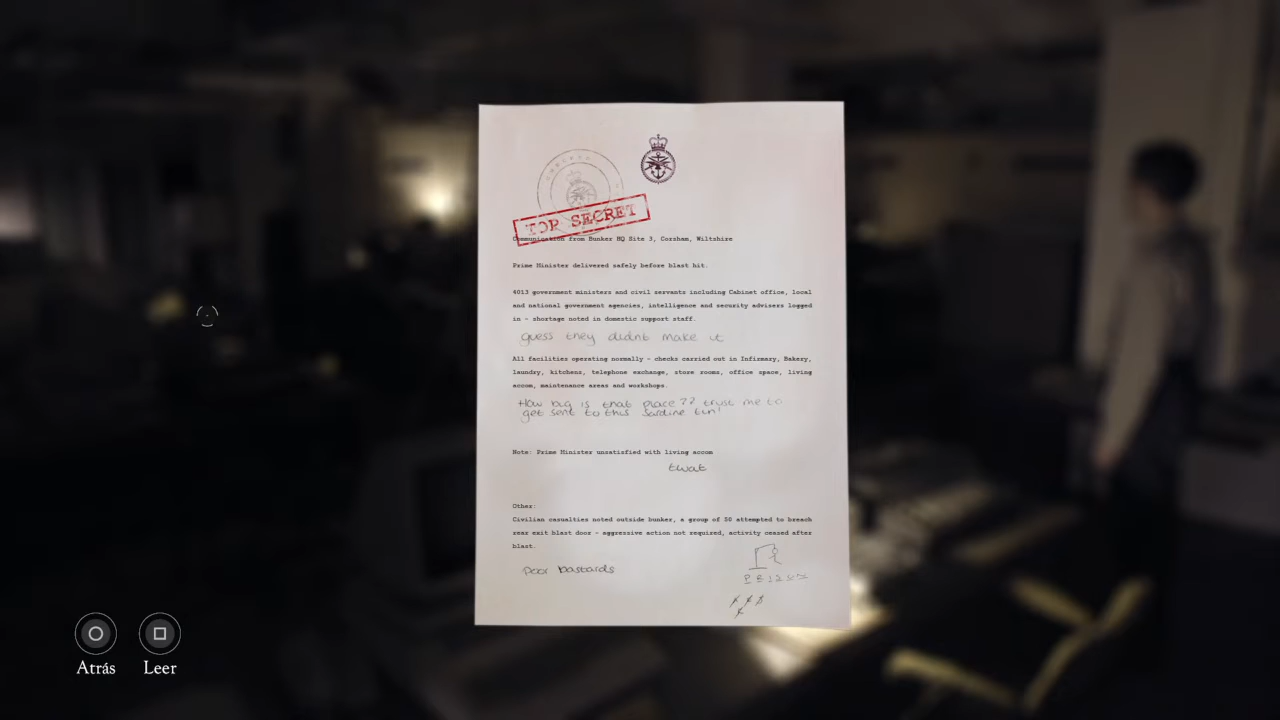 TOP SECRET
Communication from Bunker HQ Site 3, Corsham, Wiltshire
Prime Minister delivered safely before blast hit.
4013 government ministers and civil servants including Cabinet office, local
and national government agencies, intelligence and security advisers logged
in - shortage noted in domestic support staff.
guess they didnt make it
All facilities operating normally - checks carried out in Infirmary, Bakery,
laundry, kitchens, telephone exchange, store rooms, office space, living
accom, maintenance areas and workshops.
How big is that place?? trust me to
get sent to this sardine tin!
Note: Prime Minister unsatisfied with living accom
twat
Other:
Civilian casualties noted outside bunker, a group of 50 attempted to breach
rear exit blast door - aggressive action not required, activity ceased after
blast.
Poor bastards
Atrás
Leer